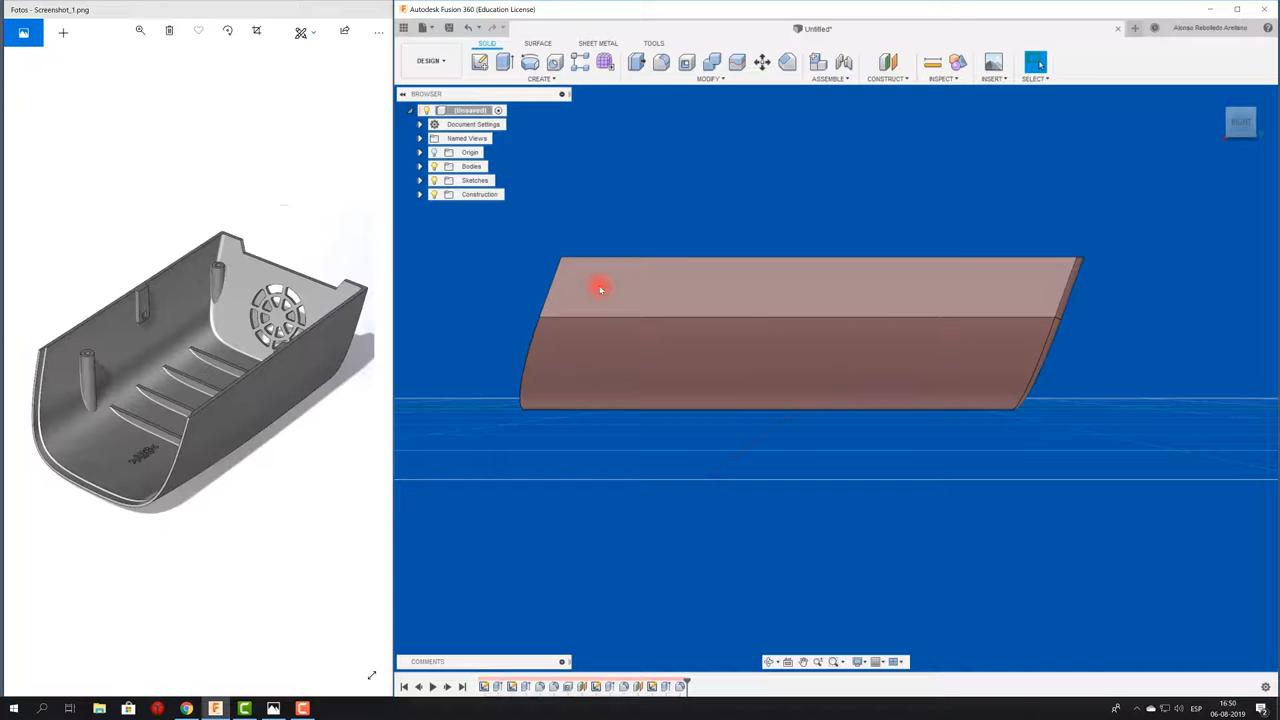 Fotos - Screenshot_1.png
Autodesk Fusion 360 (Education License)
Untitled*
Alonso Rebolledo Arellano
SOLID
SURFACE
SHEET METAL
TOOLS
DESIGN
CREATE
MODIFY
ASSEMBLE
CONSTRUCT
INSPECT
INSERT
SELECT
BROWSER
(Unsaved)
Document Settings
Named Views
Origin
Bodies
Sketches
Construction
RIGHT
COMMENTS
ESP
16:50
06-08-2019